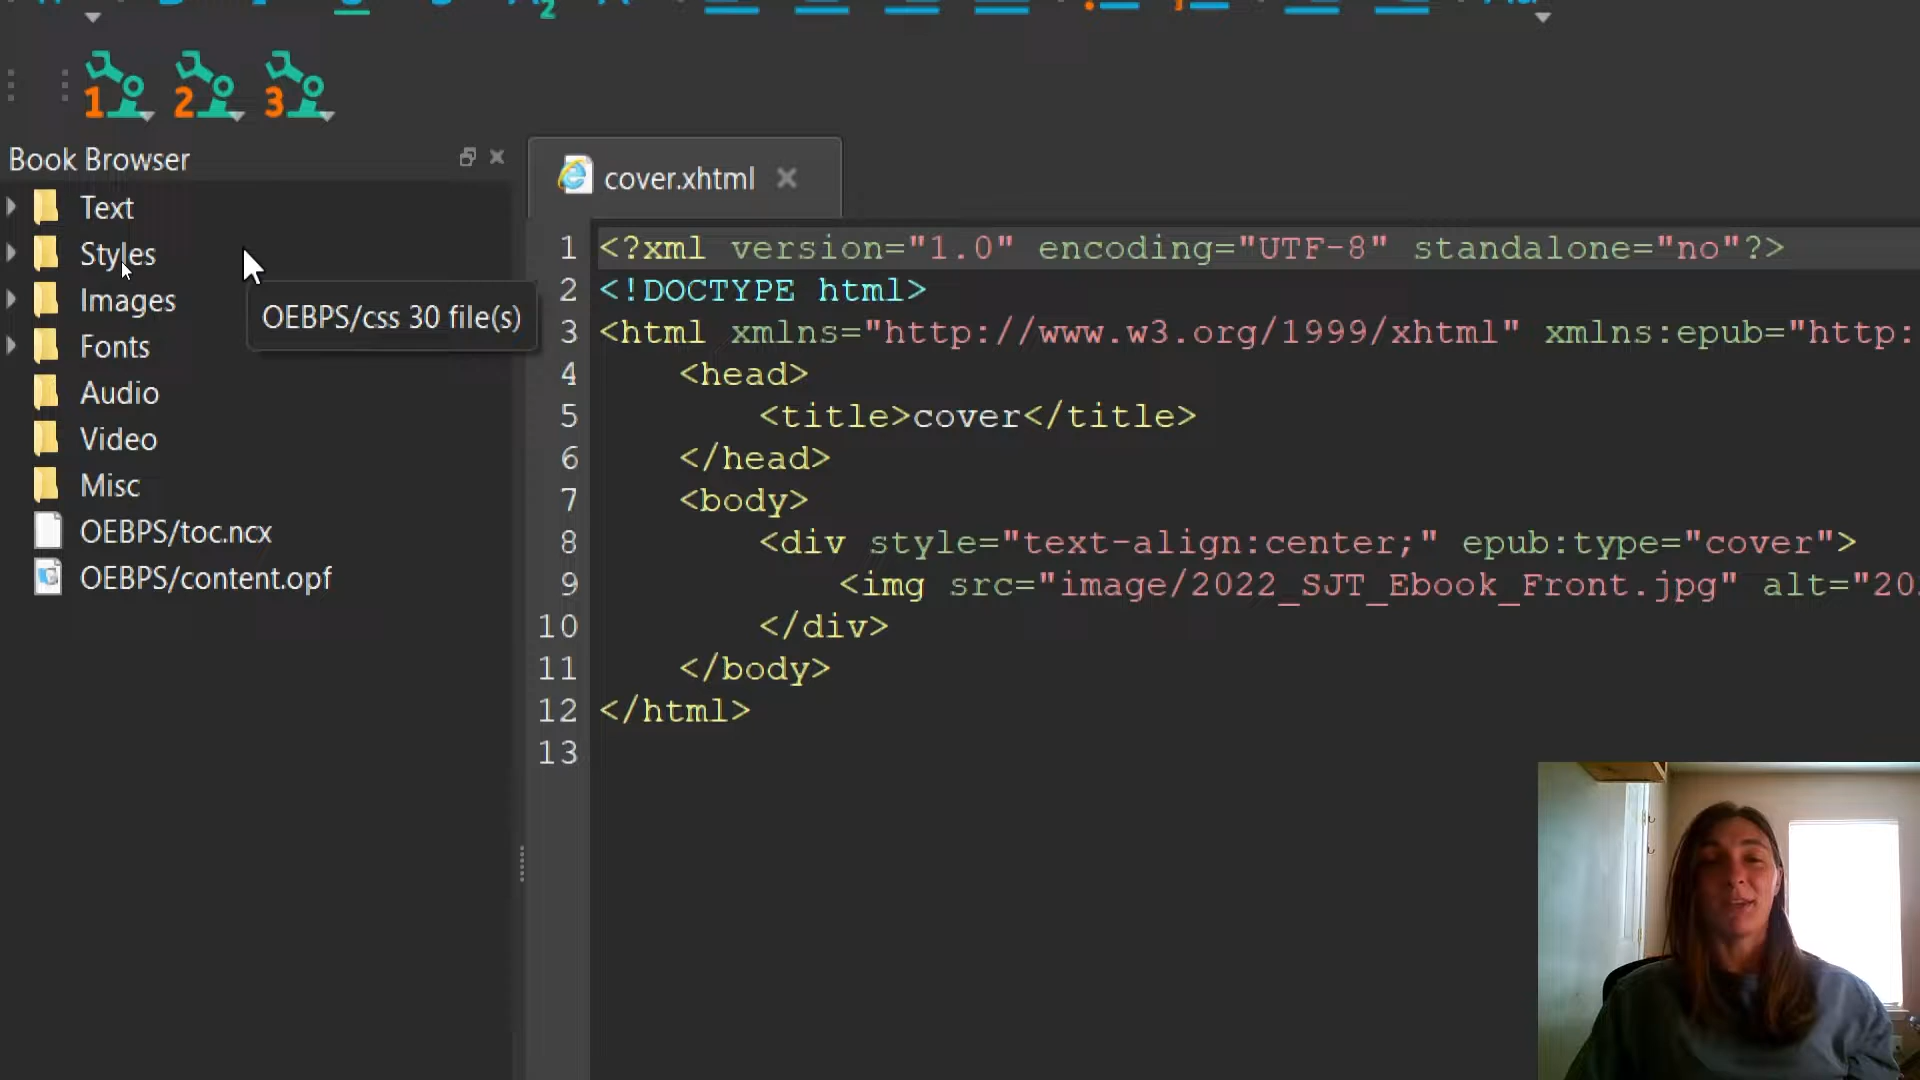 1 2 3
Book Browser
Text
Styles
Images
Fonts
Audio
Video
Misc
OEBPS/toc.ncx
OEBPS/content.opf
OEBPS/css 30 file(s)
cover.xhtml
1 <?xml version="1.0" encoding="UTF-8" standalone="no"?>
2 <!DOCTYPE html>
3 <html xmlns="http://www.w3.org/1999/xhtml" xmlns:epub="http:
4 <head>
5 <title>cover</title>
6 </head>
7 <body>
8 <div style="text-align:center;" epub:type="cover">
9 <img src="image/2022_SJT_Ebook_Front.jpg" alt="20
10 </div>
11 </body>
12 </html>
13